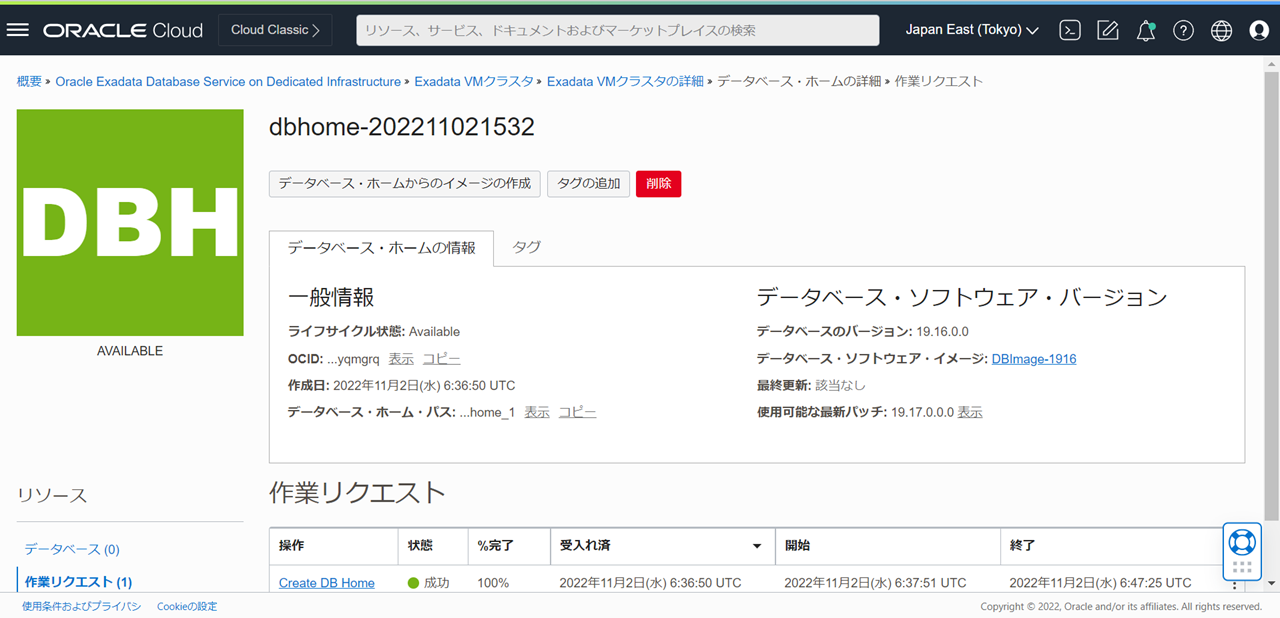 ORACLE Cloud Cloud Classic リソース、サービス、ドキュメントおよびマーケットプレイスの検索 Japan East (Tokyo)
概要 » Oracle Exadata Database Service on Dedicated Infrastructure » Exadata VMクラスタ » Exadata VMクラスタの詳細 » データベース・ホームの詳細 » 作業リクエスト
DBH
AVAILABLE
dbhome-202211021532
データベース・ホームからのイメージの作成 タグの追加 削除
データベース・ホームの情報 タグ
一般情報
ライフサイクル状態: Available
OCID: ...yqmgrq 表示 コピー
作成日: 2022年11月2日(水) 6:36:50 UTC
データベース・ホーム・パス: ...home_1 表示 コピー
データベース・ソフトウェア・バージョン
データベースのバージョン: 19.16.0.0
データベース・ソフトウェア・イメージ: DBImage-1916
最終更新: 該当なし
使用可能な最新パッチ: 19.17.0.0.0 表示
リソース
データベース (0)
作業リクエスト (1)
作業リクエスト
操作 状態 %完了 受入れ済 開始 終了
Create DB Home 成功 100% 2022年11月2日(水) 6:36:50 UTC 2022年11月2日(水) 6:37:51 UTC 2022年11月2日(水) 6:47:25 UTC
使用条件およびプライバシ Cookieの設定 Copyright © 2022, Oracle and/or its affiliates. All rights reserved.